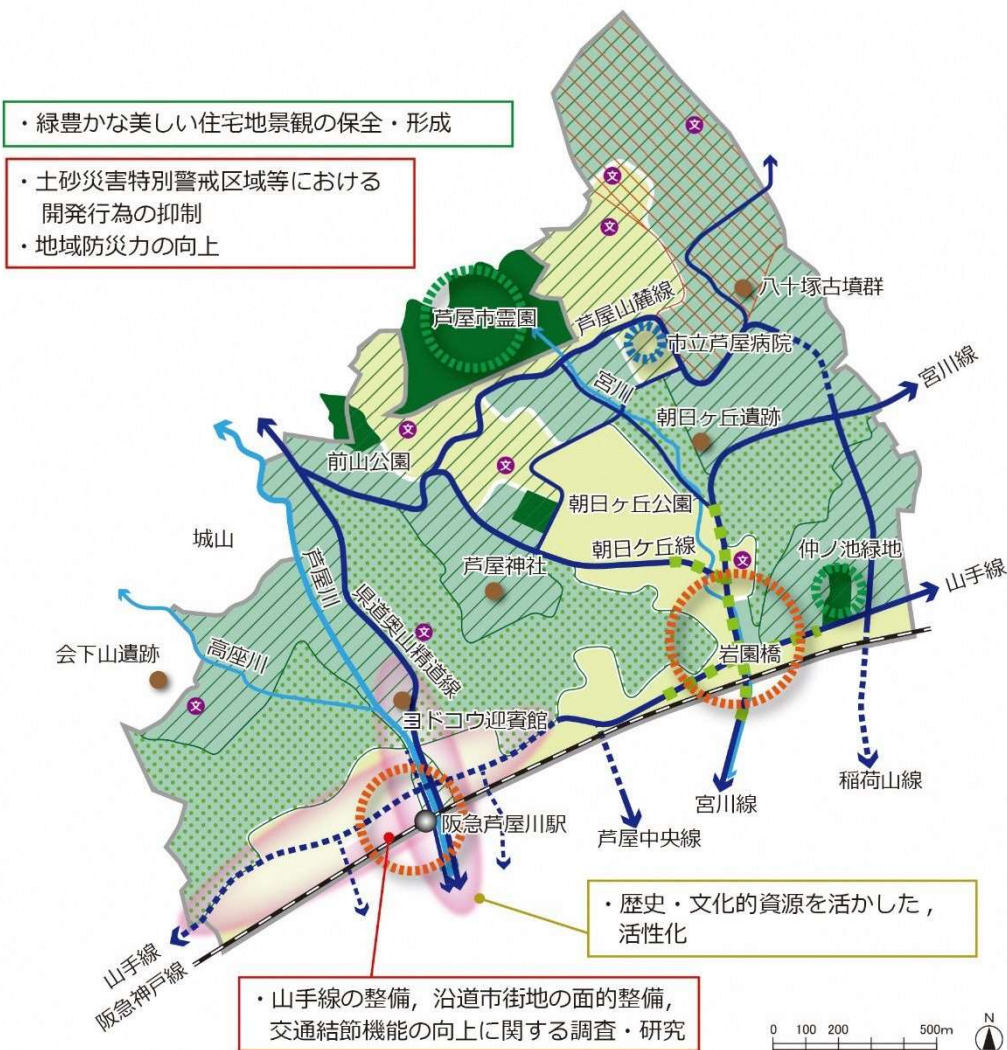 ・緑豊かな美しい住宅地景観の保全・形成
・土砂災害特別警戒区域等における
開発行為の抑制
・地域防災力の向上
文
文
文
八十塚古墳群
芦屋市霊園
芦屋山麓線
市立芦屋病院
宮川
宮川線
朝日ヶ丘遺跡
文
前山公園
文
朝日ヶ丘公園
城山
芦屋川
芦屋神社
朝日ケ丘線
文
仲ノ池緑地
山手線
県道奥山精道線
文
岩園橋
会下山遺跡
高座川
文
ヨドコウ迎賓館
阪急芦屋川駅
芦屋中央線
宮川線
稲荷山線
・歴史・文化的資源を活かした，
活性化
山手線
阪急神戸線
・山手線の整備，沿道市街地の面的整備，
交通結節機能の向上に関する調査・研究
0 100 200 500m
N